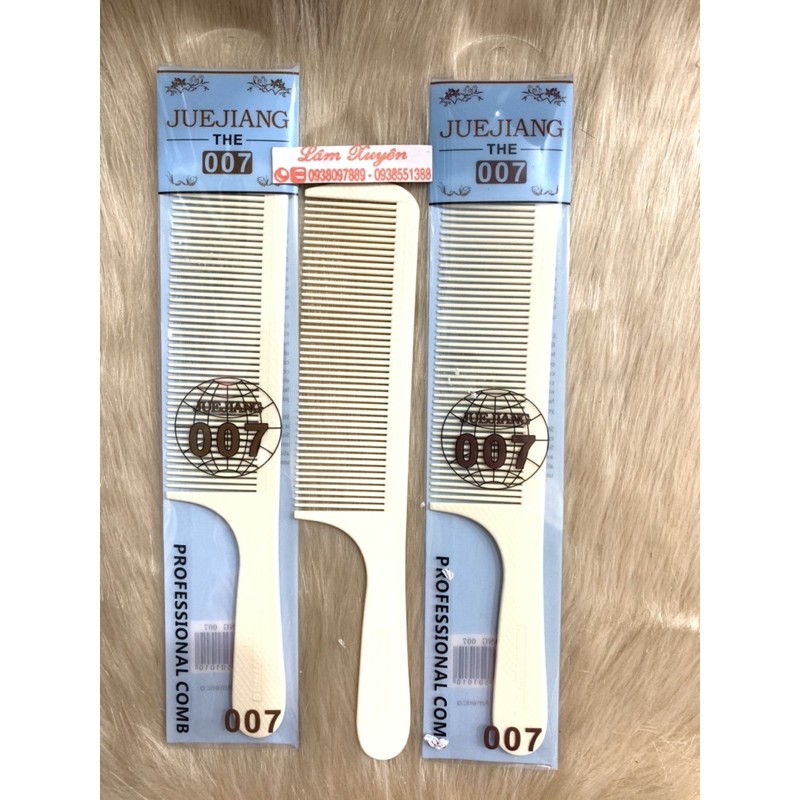 JUEJIANG
THE
007
JUEJIANG
007
PROFESSIONAL COMB
007
Lâm Xuyên
0938097889 - 0938551388
JUEJIANG
THE
007
JUEJIANG
007
PROFESSIONAL COM
007